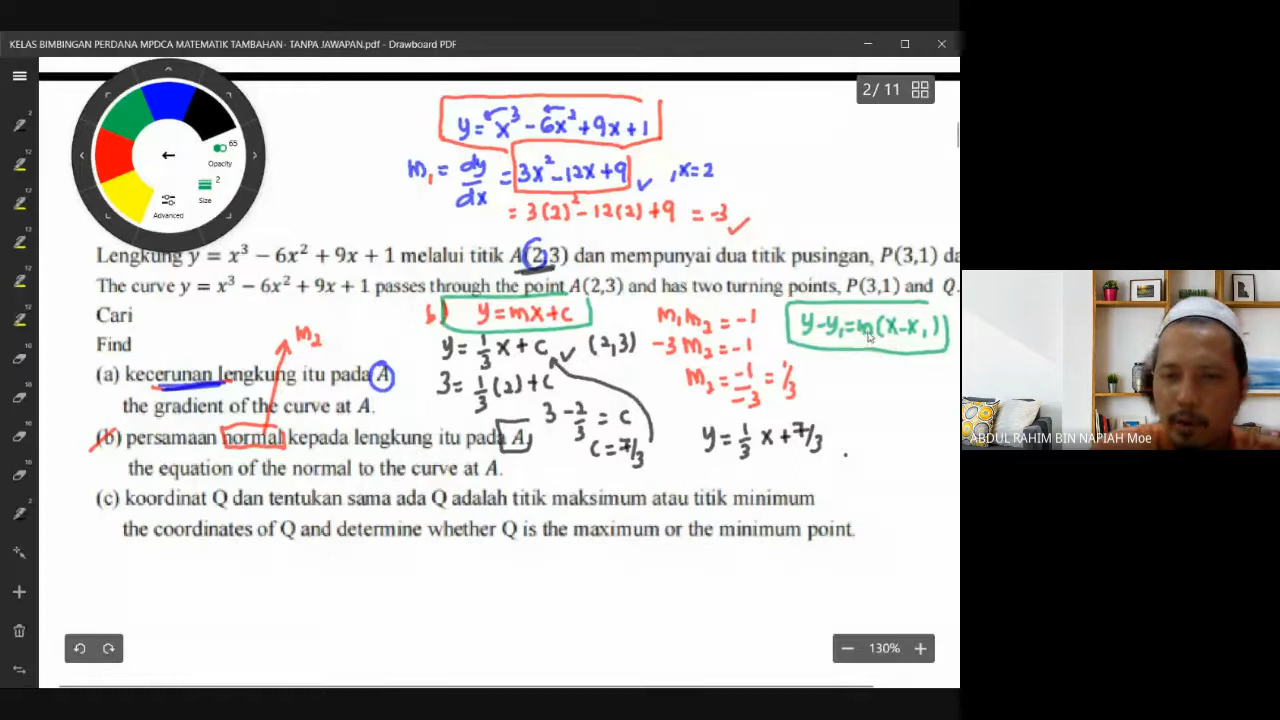 KELAS BIMBINGAN PERDANA MPDCA MATEMATIK TAMBAHAN- TANPA JAWAPAN.pdf - Drawboard PDF
2/11
65
Opacity
2
Size
Advanced
y = x³ - 6x² + 9x + 1
m₁ = dy/dx = 3x² - 12x + 9 ✓, x = 2
= 3(2)² - 12(2) + 9 = -3 ✓
Lengkung y = x³ − 6x² + 9x + 1 melalui titik A(2,3) dan mempunyai dua titik pusingan, P(3,1) da
The curve y = x³ − 6x² + 9x + 1 passes through the point A(2,3) and has two turning points, P(3,1) and Q.
Cari
Find
(a) kecerunan lengkung itu pada A
the gradient of the curve at A.
(b) persamaan normal kepada lengkung itu pada A,
the equation of the normal to the curve at A.
(c) koordinat Q dan tentukan sama ada Q adalah titik maksimum atau titik minimum
the coordinates of Q and determine whether Q is the maximum or the minimum point.
m₂
b) y = mx + c
y = 1/3 x + c ✓ (2,3)
3 = 1/3 (2) + c
3 - 2/3 = c
c = 7/3
m₁m₂ = -1
-3 m₂ = -1
m₂ = -1/-3 = 1/3
y = 1/3 x + 7/3
y - y₁ = m(x - x₁)
130%
ABDUL RAHIM BIN NAPIAH Moe